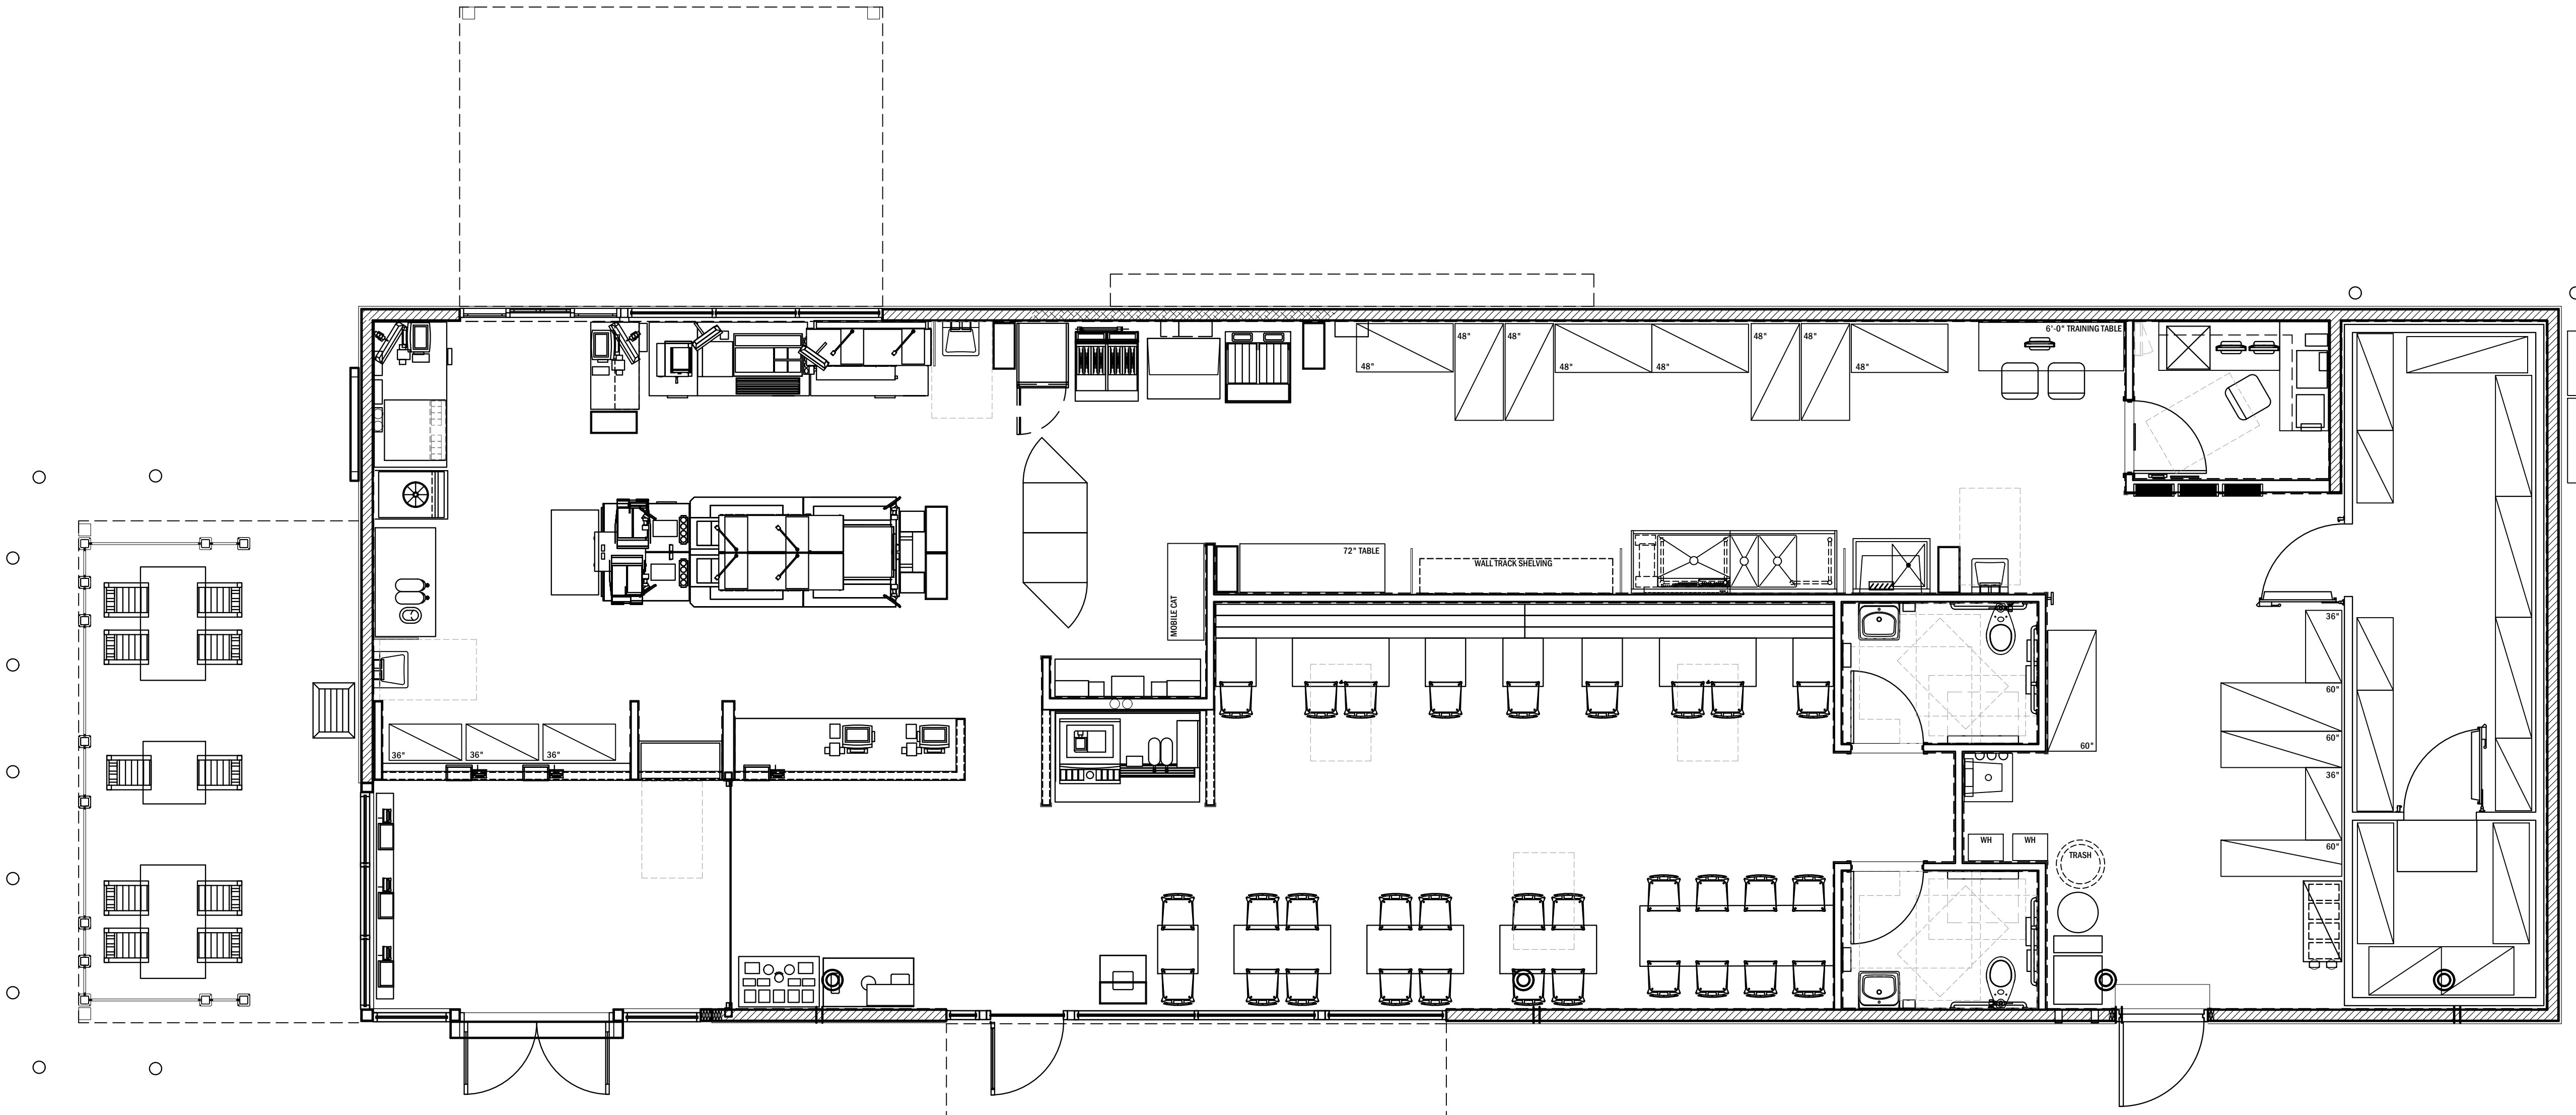 6'-0" TRAINING TABLE
48"
48"
48"
48"
48"
48"
48"
48"
72" TABLE
WALL TRACK SHELVING
MOBILE CAT
36"
60"
60"
36"
60"
60"
36"
36"
36"
WH
WH
TRASH